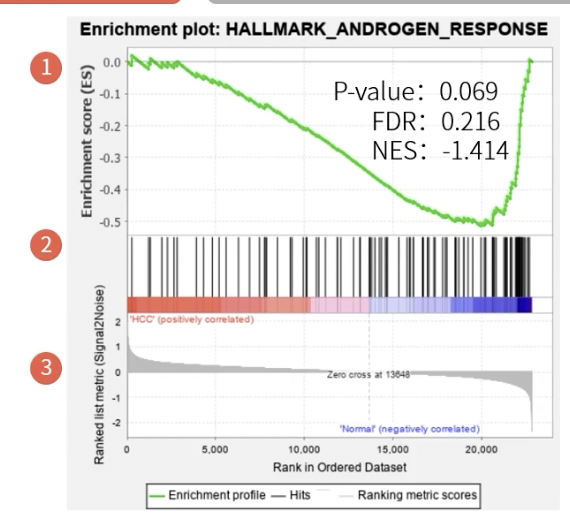 Enrichment plot: HALLMARK_ANDROGEN_RESPONSE
1
Enrichment score (ES)
0.0
-0.1
-0.2
-0.3
-0.4
-0.5
P-value： 0.069
FDR： 0.216
NES： -1.414
2
'HCC' (positively correlated)
3
Ranked list metric (Signal2Noise)
2
1
0
-1
-2
Zero cross at 13648
'Normal' (negatively correlated)
0
5,000
10,000
15,000
20,000
Rank in Ordered Dataset
Enrichment profile
Hits
Ranking metric scores